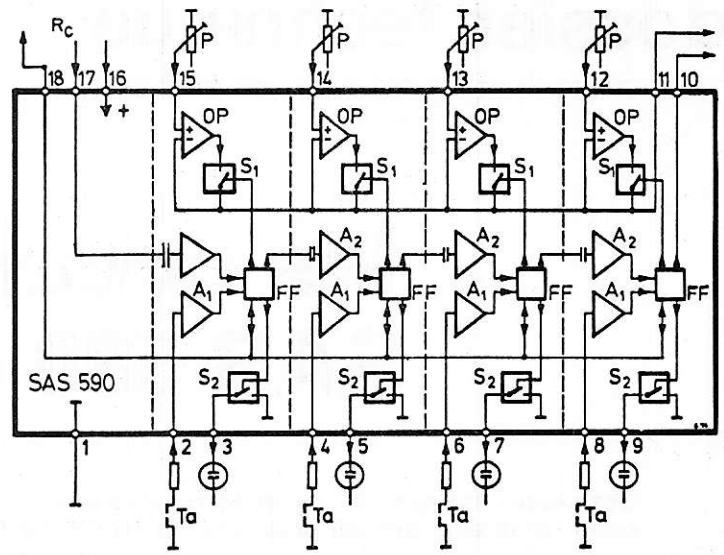 P P P P
R_C
18 17 16 15 14 13 12 11 10
+
OP OP OP OP
+ + + +
- - - -
S₁ S₁ S₁ S₁
A₂ A₂ A₂
A₁ FF A₁ FF A₁ FF A₁ FF
S₂ S₂ S₂ S₂
SAS 590
1 2 3 4 5 6 7 8 9
Ta Ta Ta Ta